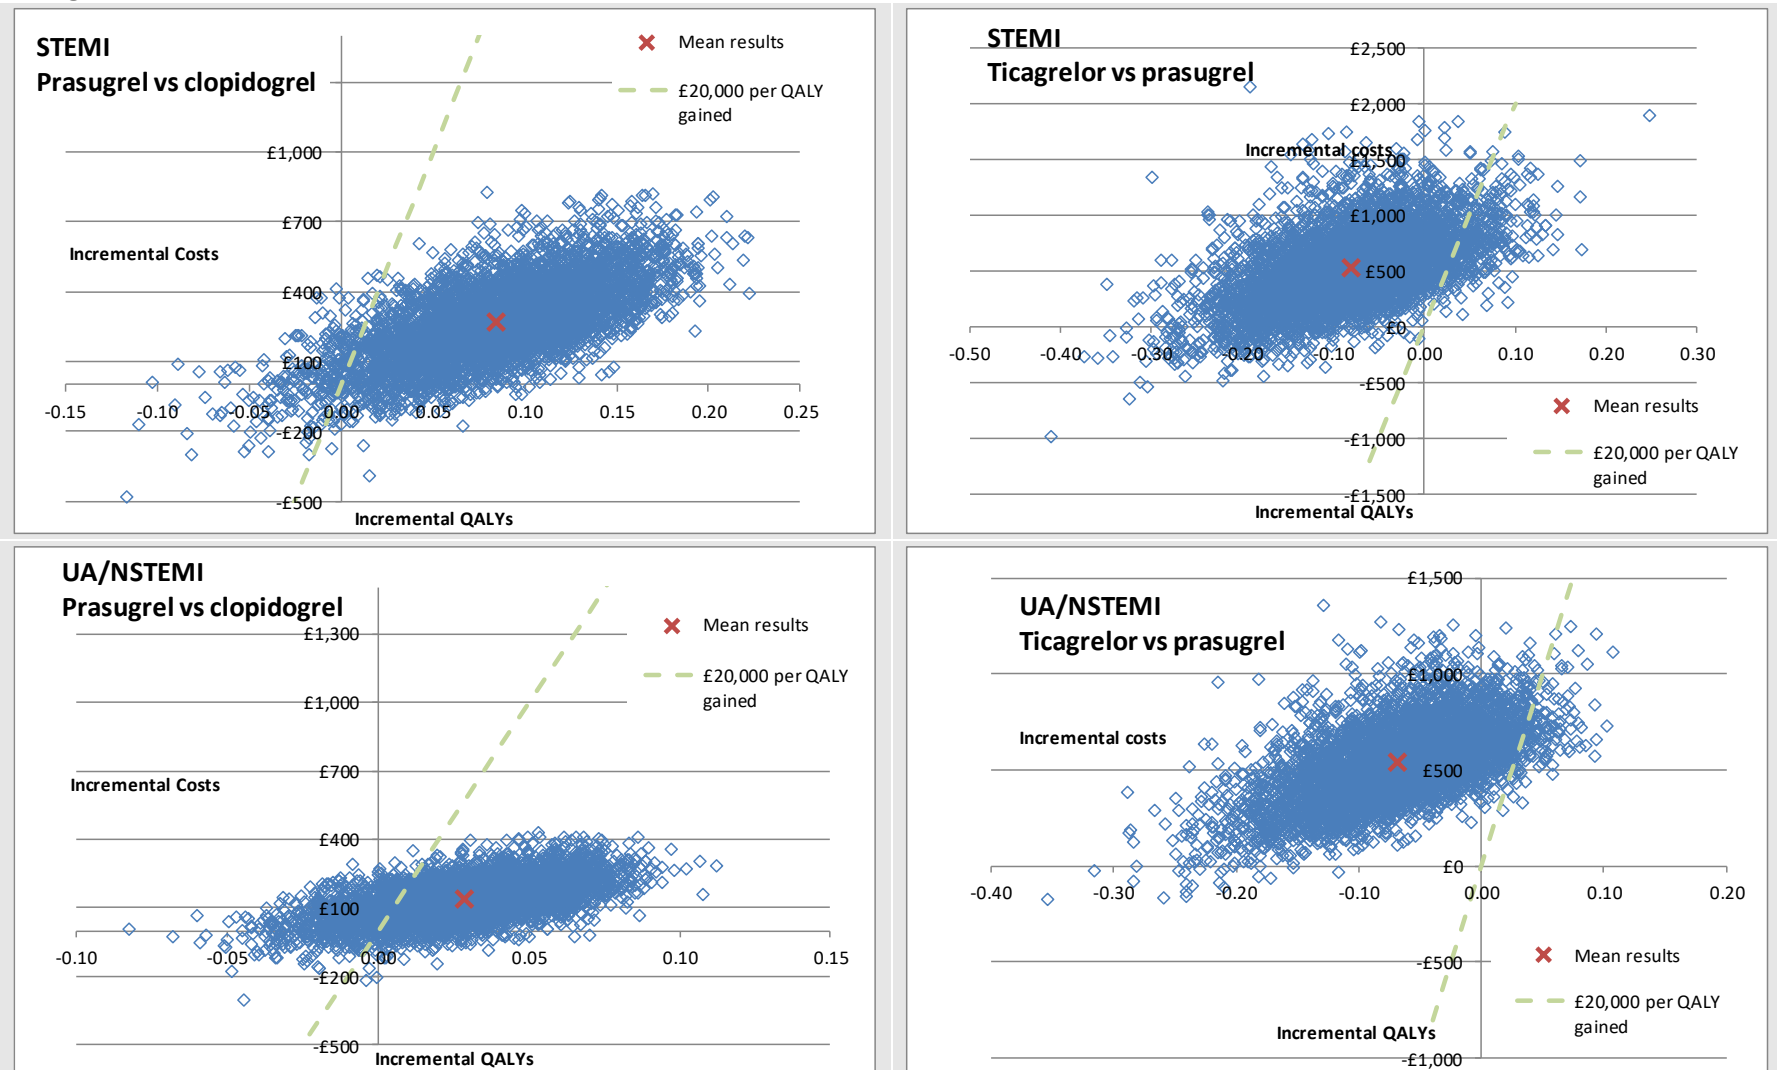 STEMI
Prasugrel vs clopidogrel
Mean results
£20,000 per QALY
gained
£1,000
£700
Incremental Costs
£400
£100
-0.15 -0.10 -0.05 0.00 0.05 0.10 0.15 0.20 0.25
-£200
-£500
Incremental QALYs
STEMI
Ticagrelor vs prasugrel
£2,500
£2,000
Incremental costs
£1,500
£1,000
£500
£0
-0.50 -0.40 -0.30 -0.20 -0.10 0.00 0.10 0.20 0.30
-£500
Mean results
-£1,000
£20,000 per QALY
gained
-£1,500
Incremental QALYs
UA/NSTEMI
Prasugrel vs clopidogrel
Mean results
£1,300
£20,000 per QALY
gained
£1,000
£700
Incremental Costs
£400
£100
-0.10 -0.05 0.00 0.05 0.10 0.15
-£200
-£500
Incremental QALYs
£1,500
UA/NSTEMI
Ticagrelor vs prasugrel
£1,000
Incremental costs
£500
£0
-0.40 -0.30 -0.20 -0.10 0.00 0.10 0.20
-£500
Mean results
£20,000 per QALY
gained
Incremental QALYs
-£1,000